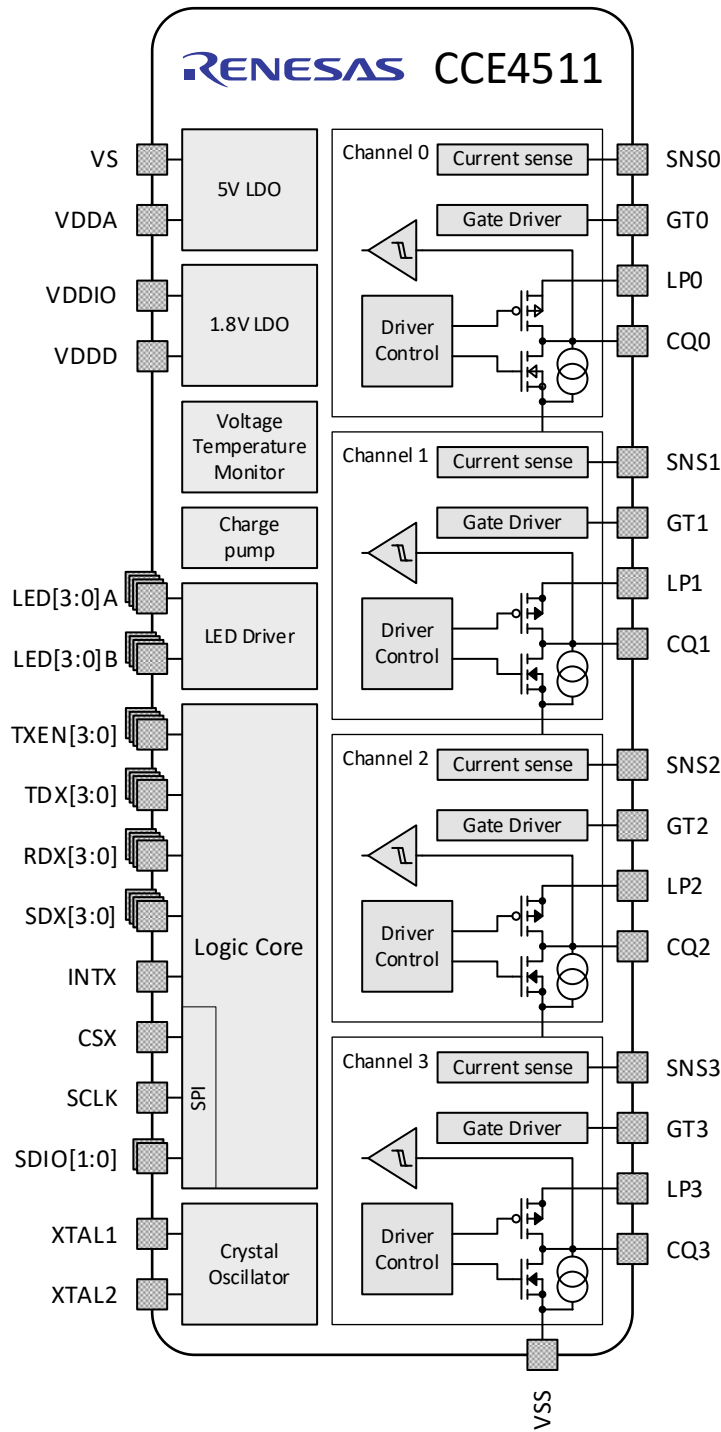 RENESAS CCE4511
VS
VDDA
VDDIO
VDDD
LED[3:0]A
LED[3:0]B
TXEN[3:0]
TDX[3:0]
RDX[3:0]
SDX[3:0]
INTX
CSX
SCLK
SDIO[1:0]
XTAL1
XTAL2
5V LDO
1.8V LDO
Voltage
Temperature
Monitor
Charge
pump
LED Driver
Logic Core
SPI
Crystal
Oscillator
Channel 0
Current sense
Gate Driver
Driver
Control
SNS0
GT0
LP0
CQ0
Channel 1
Current sense
Gate Driver
Driver
Control
SNS1
GT1
LP1
CQ1
Channel 2
Current sense
Gate Driver
Driver
Control
SNS2
GT2
LP2
CQ2
Channel 3
Current sense
Gate Driver
Driver
Control
SNS3
GT3
LP3
CQ3
VSS